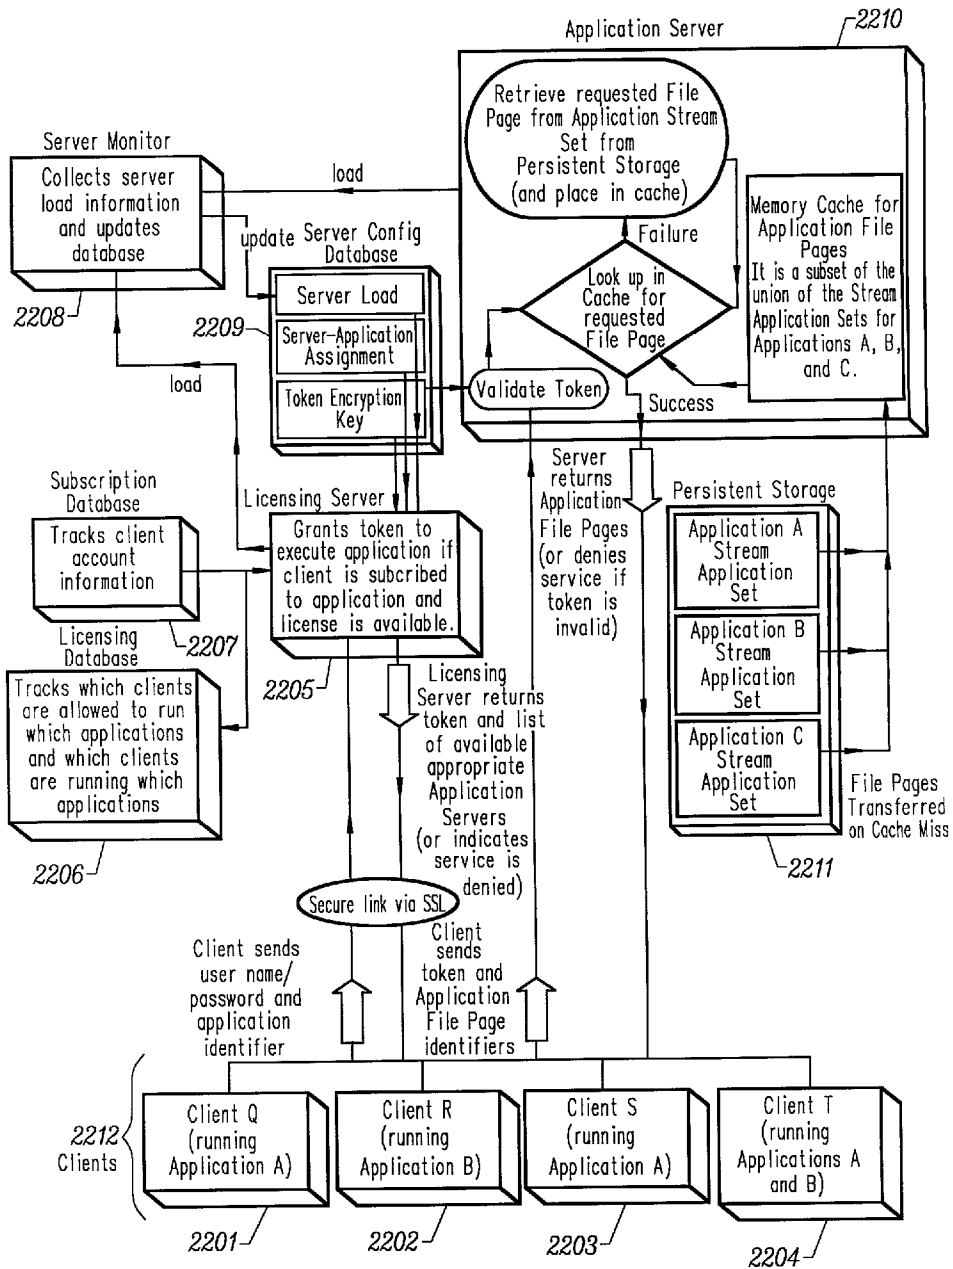 2210
Application Server
Retrieve requested File
Page from Application Stream
Set from
Persistent Storage
(and place in cache)
Server Monitor
Collects server
load information
and updates
database
2208
load
update
Server Config
Database
2209
Server Load
Server-Application
Assignment
Token Encryption
Key
Failure
Look up in
Cache for
requested
File Page
Memory Cache for
Application File
Pages
It is a subset of the
union of the Stream
Application Sets for
Applications A, B,
and C.
Validate Token
Success
load
Subscription
Database
Tracks client
account
information
2207
Licensing Server
Grants token to
execute application if
client is subcribed
to application and
license is available.
2205
Server
returns
Application
File Pages
(or denies
service if
token is
invalid)
Persistent Storage
Application A
Stream
Application
Set
Application B
Stream
Application
Set
Application C
Stream
Application
Set
2211
File Pages
Transferred
on Cache Miss
Licensing
Database
Tracks which clients
are allowed to run
which applications
and which clients
are running which
applications
2206
Licensing
Server returns
token and list
of available
appropriate
Application
Servers
(or indicates
service is
denied)
Secure link via SSL
Client sends
user name/
password and
application
identifier
Client
sends
token and
Application
File Page
identifiers
2212
Clients
Client Q
(running
Application A)
2201
Client R
(running
Application B)
2202
Client S
(running
Application A)
2203
Client T
(running
Applications A
and B)
2204